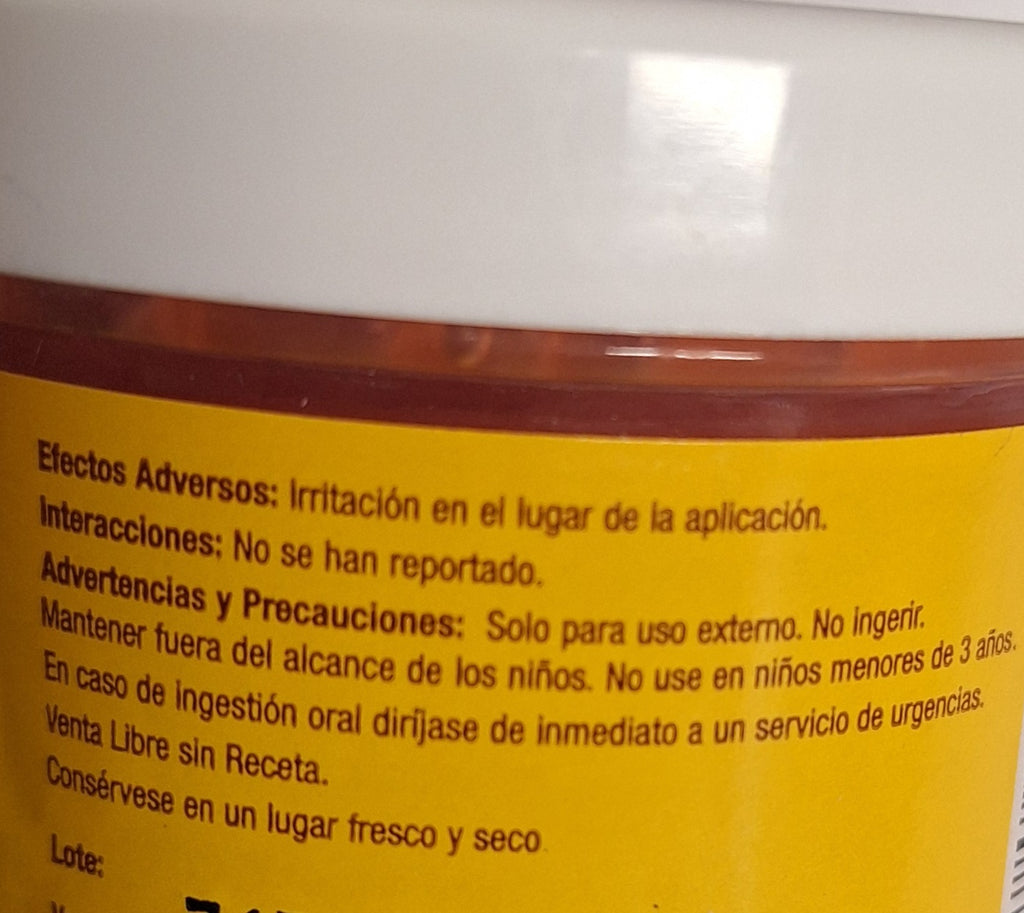 Efectos Adversos: Irritación en el lugar de la aplicación.
Interacciones: No se han reportado.
Advertencias y Precauciones: Solo para uso externo. No ingerir.
Mantener fuera del alcance de los niños. No use en niños menores de 3 años.
En caso de ingestión oral diríjase de inmediato a un servicio de urgencias.
Venta Libre sin Receta.
Consérvese en un lugar fresco y seco
Lote: